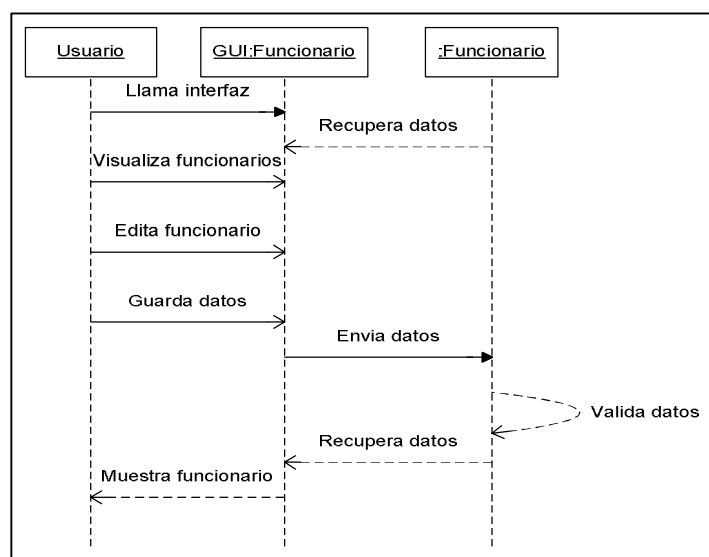 Usuario
GUI:Funcionario
:Funcionario
Llama interfaz
Recupera datos
Visualiza funcionarios
Edita funcionario
Guarda datos
Envia datos
Valida datos
Recupera datos
Muestra funcionario